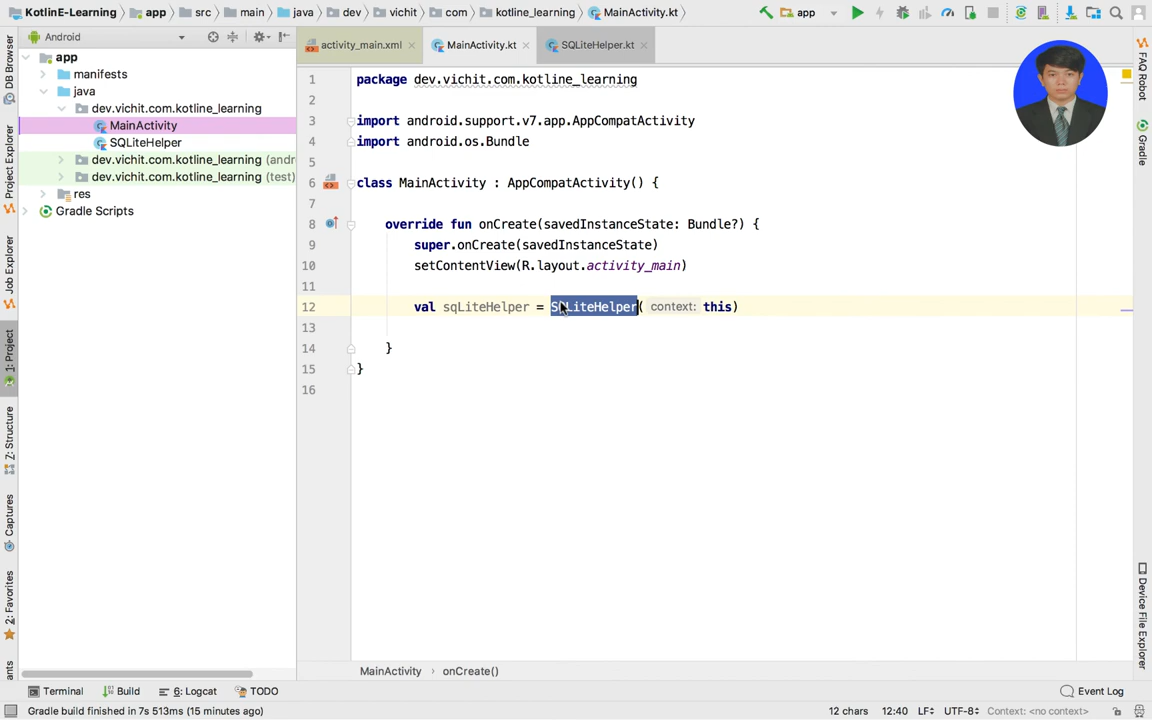 KotlinE-Learning app src main java dev vichit com kotline_learning MainActivity.kt app
Android activity_main.xml MainActivity.kt SQLiteHelper.kt
app
manifests
java
dev.vichit.com.kotline_learning
MainActivity
SQLiteHelper
dev.vichit.com.kotline_learning (andr
dev.vichit.com.kotline_learning (test)
res
Gradle Scripts
DB Browser
Project Explorer
Job Explorer
1: Project
7: Structure
Captures
2: Favorites
ants
1 package dev.vichit.com.kotline_learning
2
3 import android.support.v7.app.AppCompatActivity
4 import android.os.Bundle
5
6 class MainActivity : AppCompatActivity() {
7
8 override fun onCreate(savedInstanceState: Bundle?) {
9 super.onCreate(savedInstanceState)
10 setContentView(R.layout.activity_main)
11
12 val sqLiteHelper = SQLiteHelper( context: this)
13
14 }
15 }
16
FAQ Robot
Gradle
Device File Explorer
MainActivity › onCreate()
Terminal Build 6: Logcat TODO Event Log
Gradle build finished in 7s 513ms (15 minutes ago) 12 chars 12:40 LF÷ UTF-8÷ Context: <no context>